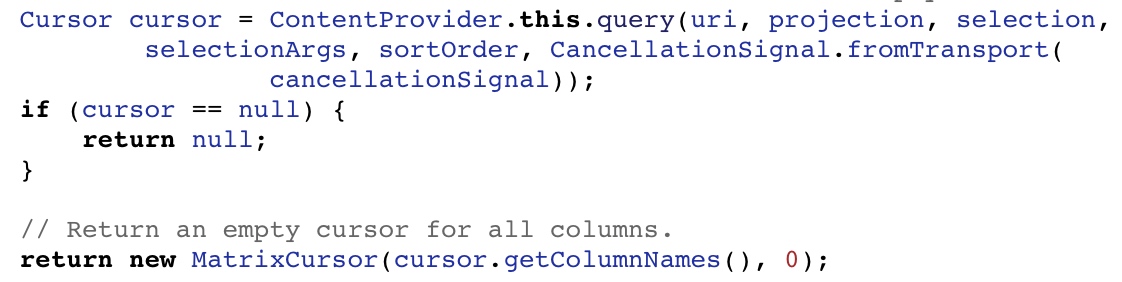 Cursor cursor = ContentProvider.this.query(uri, projection, selection,
        selectionArgs, sortOrder, CancellationSignal.fromTransport(
                cancellationSignal));
if (cursor == null) {
    return null;
}

// Return an empty cursor for all columns.
return new MatrixCursor(cursor.getColumnNames(), 0);